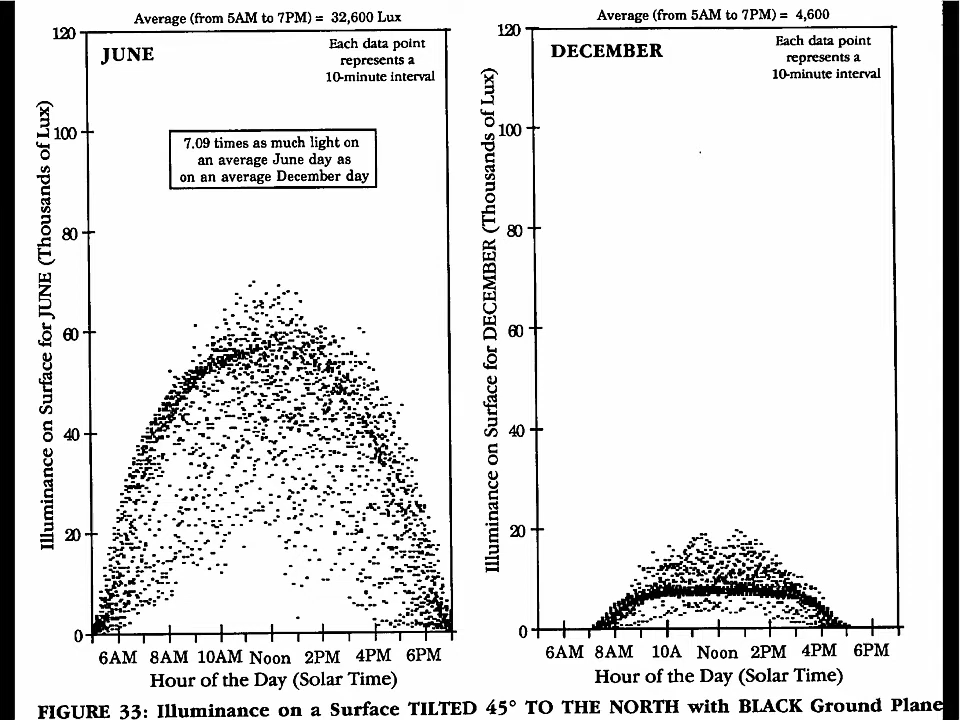 Average (from 5AM to 7PM) = 32,600 Lux
120
JUNE
Each data point
represents a
10-minute interval
100
7.09 times as much light on
an average June day as
on an average December day
80
60
40
20
0
Illuminance on Surface for JUNE (Thousands of Lux)
6AM 8AM 10AM Noon 2PM 4PM 6PM
Hour of the Day (Solar Time)
Average (from 5AM to 7PM) = 4,600
120
DECEMBER
Each data point
represents a
10-minute interval
100
80
60
40
20
0
Illuminance on Surface for DECEMBER (Thousands of Lux)
6AM 8AM 10A Noon 2PM 4PM 6PM
Hour of the Day (Solar Time)
FIGURE 33: Illuminance on a Surface TILTED 45° TO THE NORTH with BLACK Ground Plane